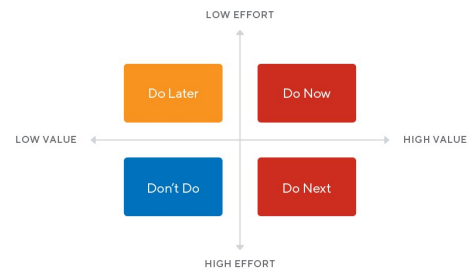 LOW EFFORT
Do Later
Do Now
LOW VALUE
HIGH VALUE
Don't Do
Do Next
HIGH EFFORT